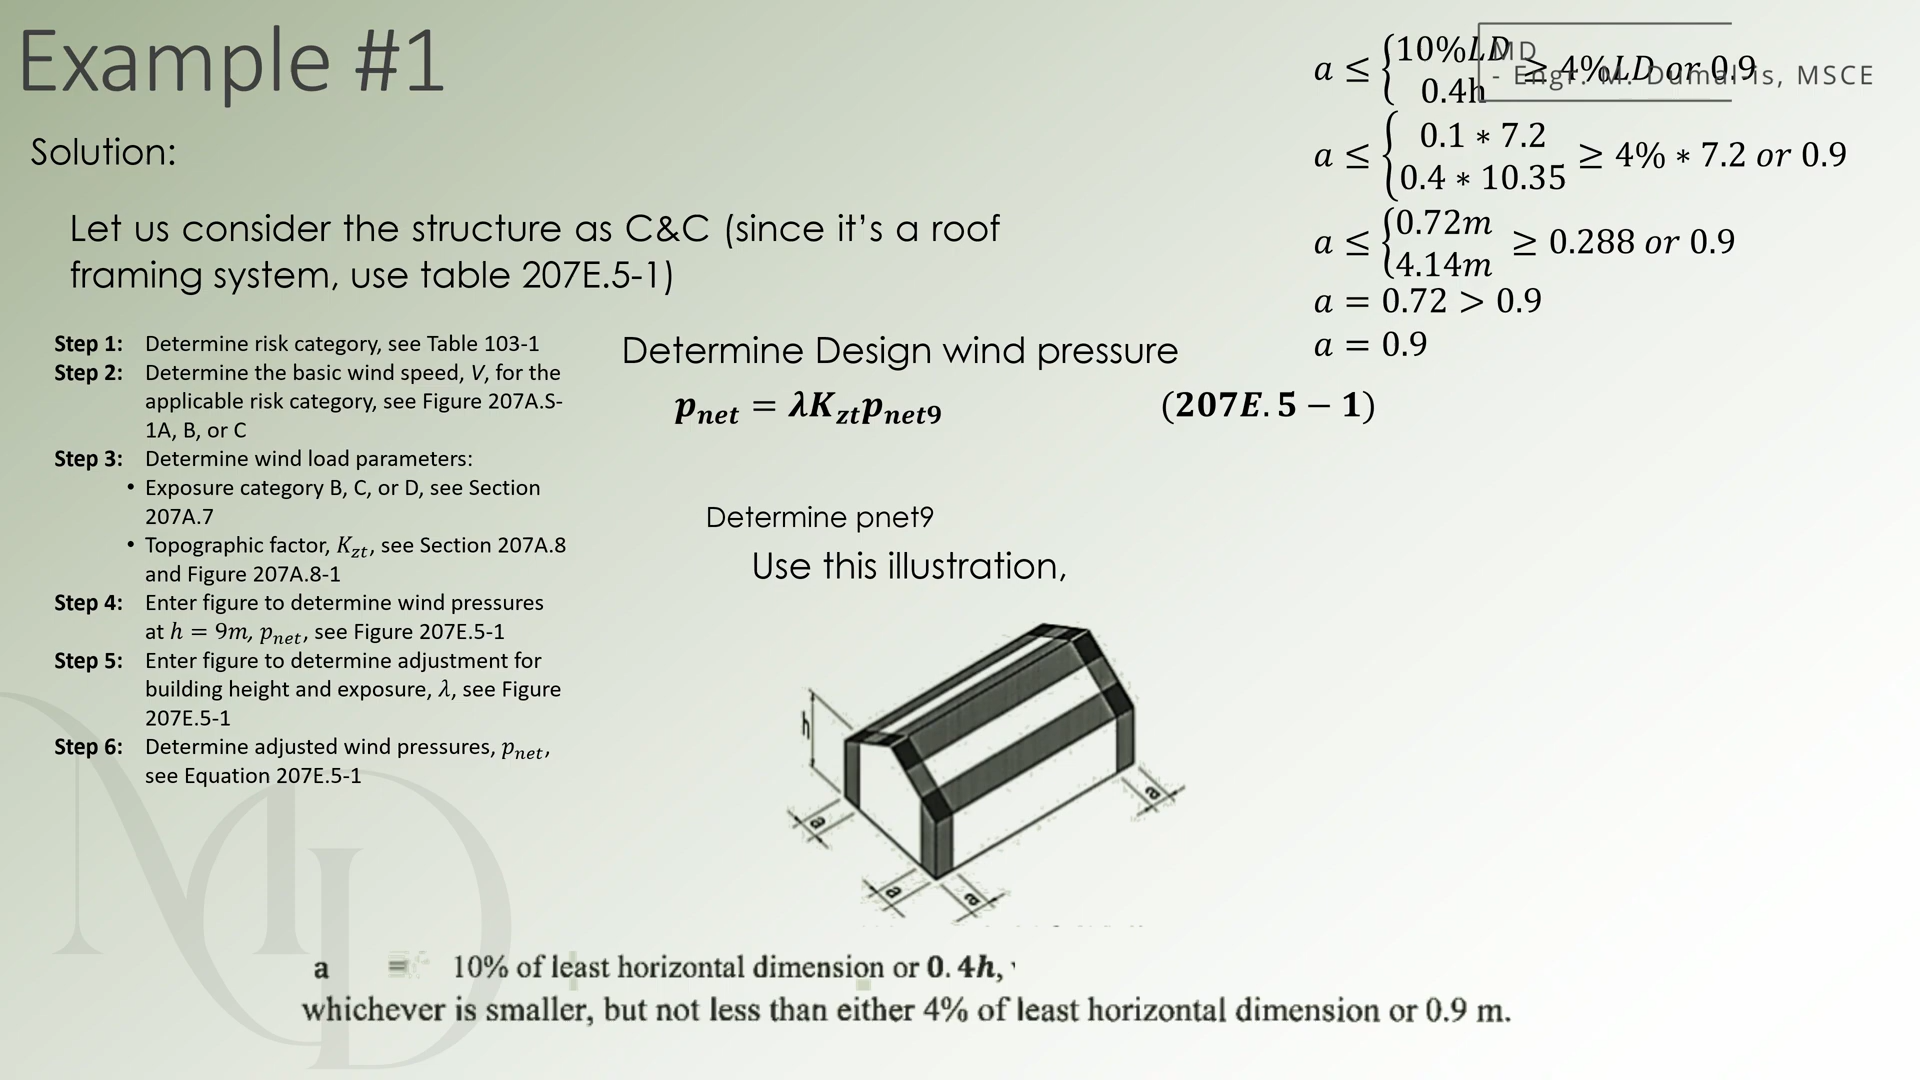 Example #1
MD
- Engr. M. Dumal-is, MSCE
a ≤ {10%LD
0.4h ≥ 4%LD or 0.9
a ≤ {0.1 ∗ 7.2
0.4 ∗ 10.35 ≥ 4% ∗ 7.2 or 0.9
a ≤ {0.72m
4.14m ≥ 0.288 or 0.9
a = 0.72 > 0.9
a = 0.9
Solution:
Let us consider the structure as C&C (since it's a roof
framing system, use table 207E.5-1)
Step 1: Determine risk category, see Table 103-1
Step 2: Determine the basic wind speed, V, for the
applicable risk category, see Figure 207A.S-
1A, B, or C
Step 3: Determine wind load parameters:
• Exposure category B, C, or D, see Section
207A.7
• Topographic factor, K_zt, see Section 207A.8
and Figure 207A.8-1
Step 4: Enter figure to determine wind pressures
at h = 9m, p_net, see Figure 207E.5-1
Step 5: Enter figure to determine adjustment for
building height and exposure, λ, see Figure
207E.5-1
Step 6: Determine adjusted wind pressures, p_net,
see Equation 207E.5-1
Determine Design wind pressure
p_net = λK_zt p_net9 (207E.5 − 1)
Determine pnet9
Use this illustration,
h
a
a
a
a
a = 10% of least horizontal dimension or 0.4h,
whichever is smaller, but not less than either 4% of least horizontal dimension or 0.9 m.
MD